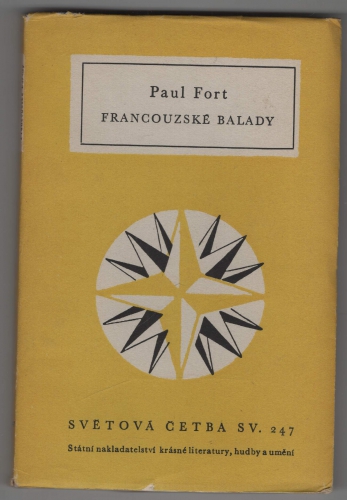 Paul Fort
FRANCOUZSKÉ BALADY
SVĚTOVÁ ČETBA SV. 247
Státní nakladatelství krásné literatury, hudby a umění